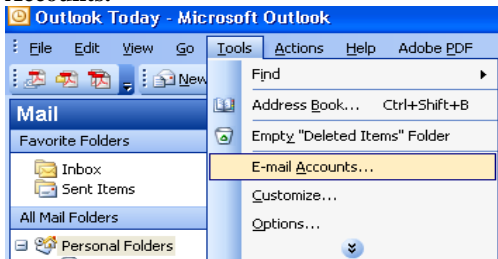 Accounts.
Outlook Today - Microsoft Outlook
File Edit View Go Tools Actions Help Adobe PDF
New
Find
Mail
Address Book... Ctrl+Shift+B
Favorite Folders
Empty "Deleted Items" Folder
Inbox
E-mail Accounts...
Sent Items
Customize...
All Mail Folders
Options...
Personal Folders